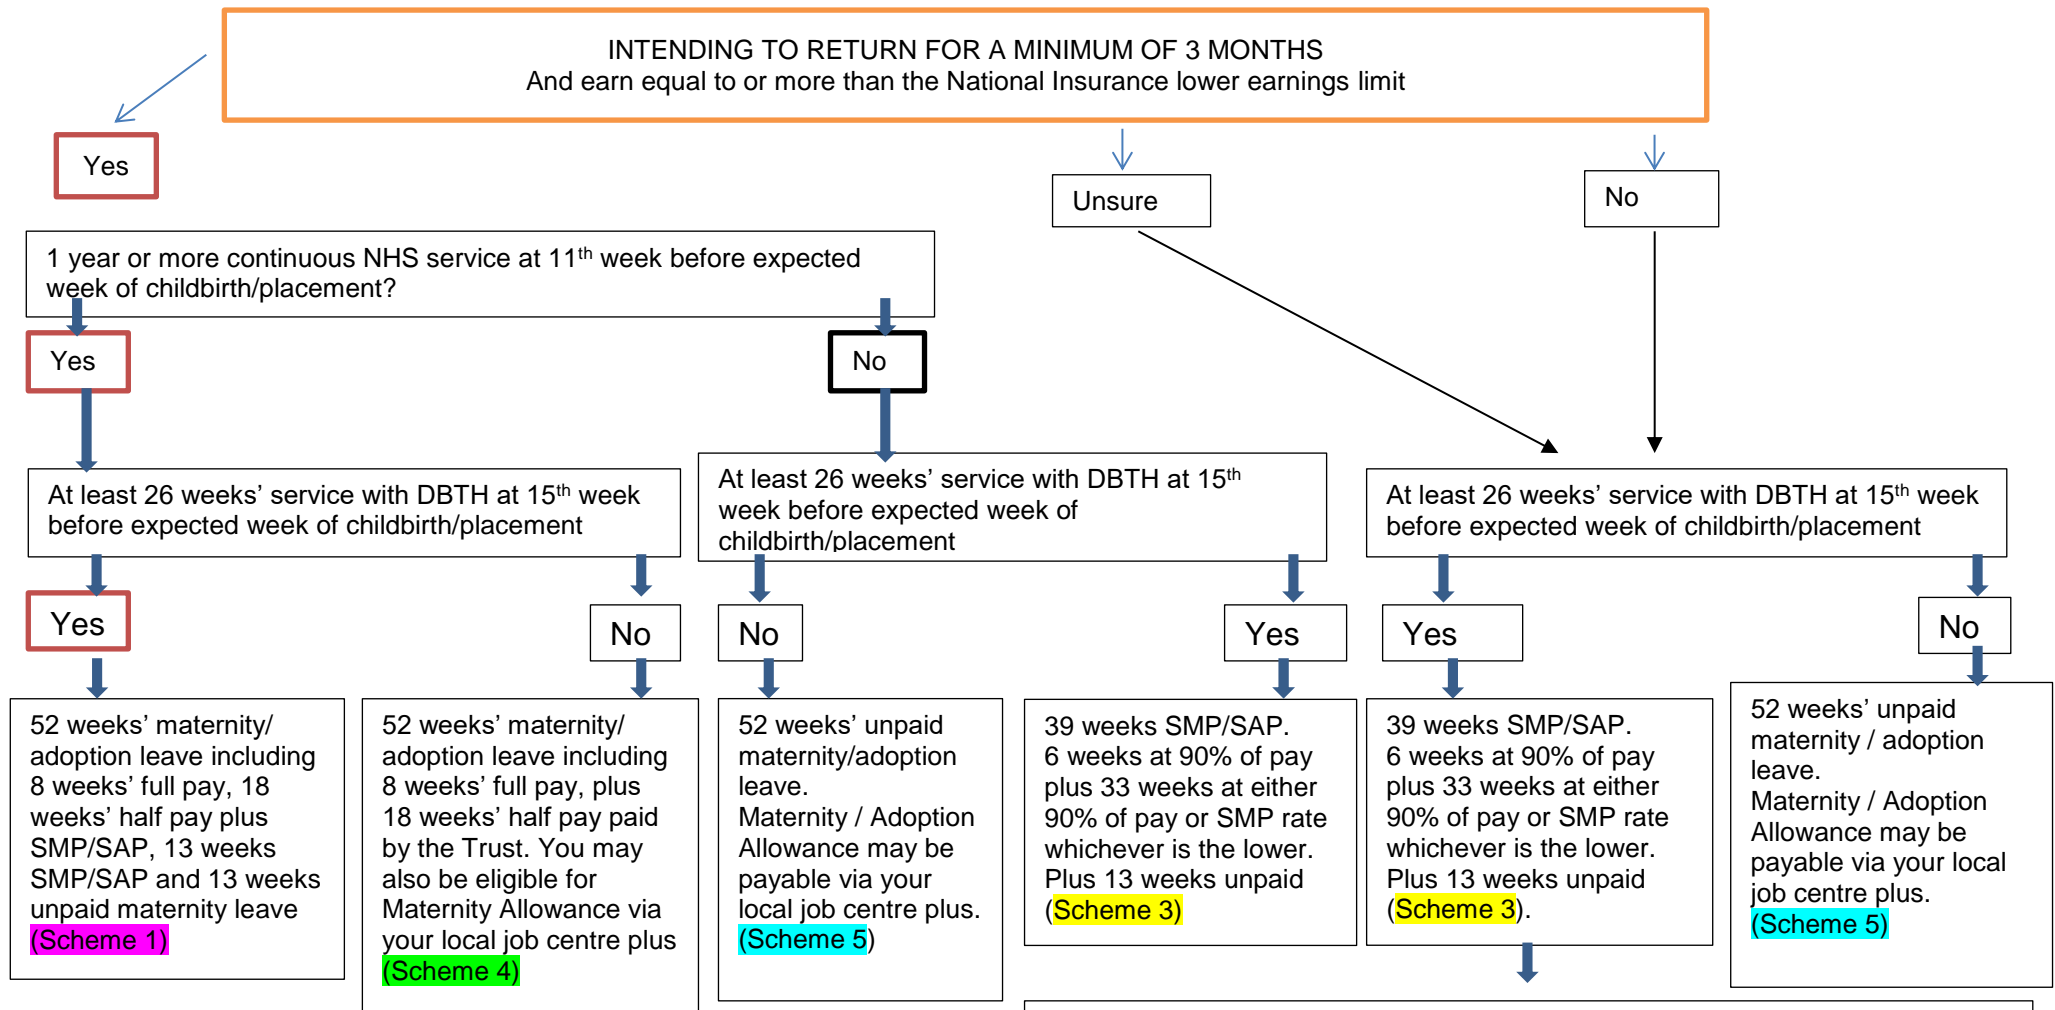 INTENDING TO RETURN FOR A MINIMUM OF 3 MONTHS
And earn equal to or more than the National Insurance lower earnings limit
Yes
Unsure
No
1 year or more continuous NHS service at 11th week before expected
week of childbirth/placement?
Yes
No
At least 26 weeks’ service with DBTH at 15th week
before expected week of childbirth/placement
At least 26 weeks’ service with DBTH at 15th
week before expected week of
childbirth/placement
At least 26 weeks’ service with DBTH at 15th week
before expected week of childbirth/placement
Yes
No
No
Yes
Yes
No
52 weeks’ maternity/
adoption leave including
8 weeks’ full pay, 18
weeks’ half pay plus
SMP/SAP, 13 weeks
SMP/SAP and 13 weeks
unpaid maternity leave
(Scheme 1)
52 weeks’ maternity/
adoption leave including
8 weeks’ full pay, plus
18 weeks’ half pay paid
by the Trust. You may
also be eligible for
Maternity Allowance via
your local job centre plus
(Scheme 4)
52 weeks’ unpaid
maternity/adoption
leave.
Maternity / Adoption
Allowance may be
payable via your
local job centre plus.
(Scheme 5)
39 weeks SMP/SAP.
6 weeks at 90% of pay
plus 33 weeks at either
90% of pay or SMP rate
whichever is the lower.
Plus 13 weeks unpaid
(Scheme 3)
39 weeks SMP/SAP.
6 weeks at 90% of pay
plus 33 weeks at either
90% of pay or SMP rate
whichever is the lower.
Plus 13 weeks unpaid
(Scheme 3).
52 weeks’ unpaid
maternity / adoption
leave.
Maternity / Adoption
Allowance may be
payable via your local
job centre plus.
(Scheme 5)